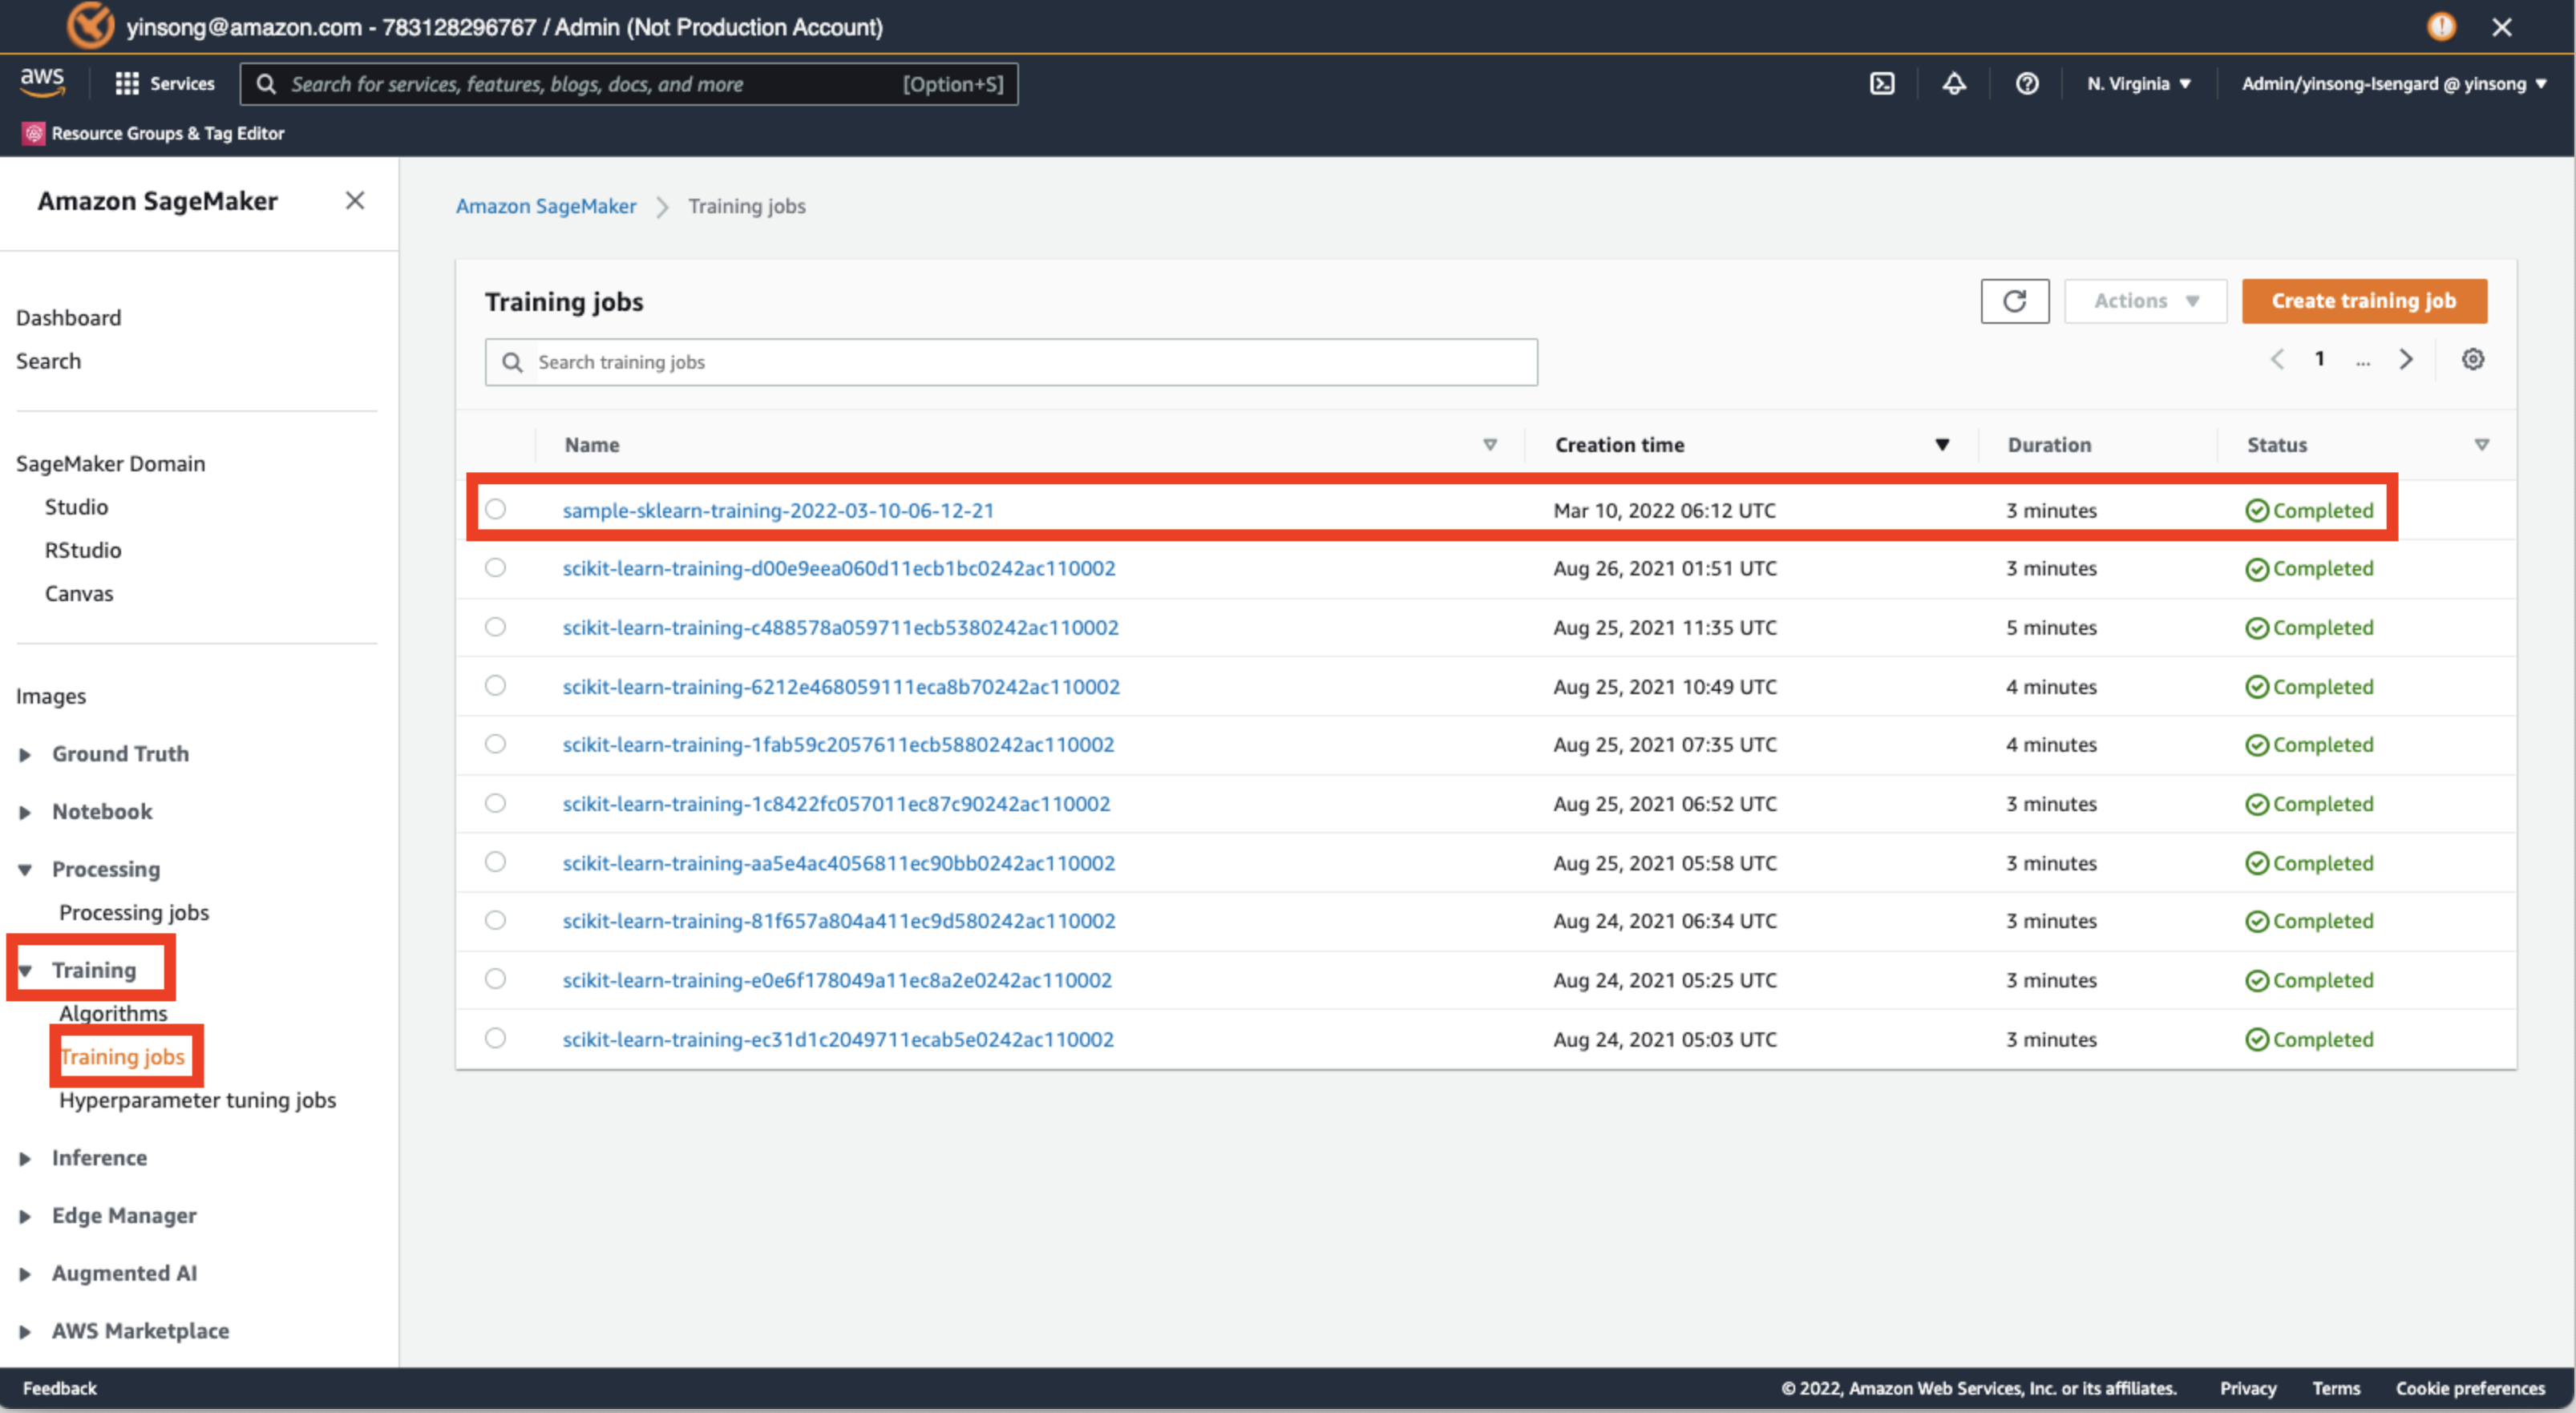 yinsong@amazon.com - 783128296767 / Admin (Not Production Account)
aws Services Search for services, features, blogs, docs, and more [Option+S] N. Virginia Admin/yinsong-Isengard @ yinsong
Resource Groups & Tag Editor
Amazon SageMaker
Dashboard
Search
SageMaker Domain
Studio
RStudio
Canvas
Images
Ground Truth
Notebook
Processing
Processing jobs
Training
Algorithms
Training jobs
Hyperparameter tuning jobs
Inference
Edge Manager
Augmented AI
AWS Marketplace
Amazon SageMaker > Training jobs
Training jobs Actions Create training job
Search training jobs 1 ...
Name Creation time Duration Status
sample-sklearn-training-2022-03-10-06-12-21 Mar 10, 2022 06:12 UTC 3 minutes Completed
scikit-learn-training-d00e9eea060d11ecb1bc0242ac110002 Aug 26, 2021 01:51 UTC 3 minutes Completed
scikit-learn-training-c488578a059711ecb5380242ac110002 Aug 25, 2021 11:35 UTC 5 minutes Completed
scikit-learn-training-6212e468059111eca8b70242ac110002 Aug 25, 2021 10:49 UTC 4 minutes Completed
scikit-learn-training-1fab59c2057611ecb5880242ac110002 Aug 25, 2021 07:35 UTC 4 minutes Completed
scikit-learn-training-1c8422fc057011ec87c90242ac110002 Aug 25, 2021 06:52 UTC 3 minutes Completed
scikit-learn-training-aa5e4ac4056811ec90bb0242ac110002 Aug 25, 2021 05:58 UTC 3 minutes Completed
scikit-learn-training-81f657a804a411ec9d580242ac110002 Aug 24, 2021 06:34 UTC 3 minutes Completed
scikit-learn-training-e0e6f178049a11ec8a2e0242ac110002 Aug 24, 2021 05:25 UTC 3 minutes Completed
scikit-learn-training-ec31d1c2049711ecab5e0242ac110002 Aug 24, 2021 05:03 UTC 3 minutes Completed
Feedback © 2022, Amazon Web Services, Inc. or its affiliates. Privacy Terms Cookie preferences